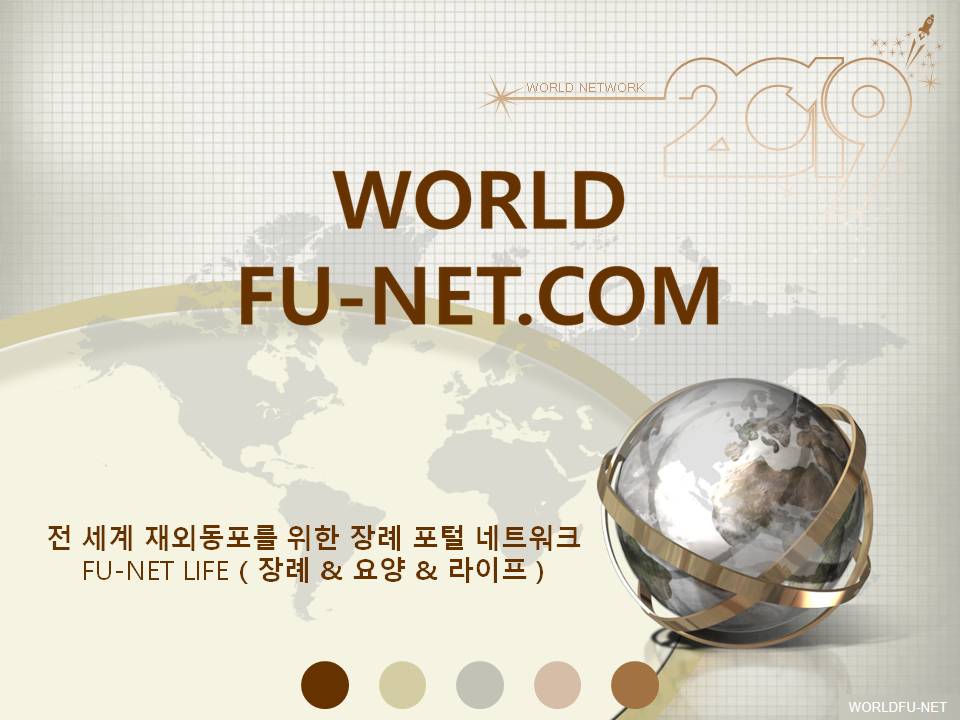 WORLD NETWORK
2019
WORLD
FU-NET.COM
전 세계 재외동포를 위한 장례 포털 네트워크
FU-NET LIFE ( 장례 & 요양 & 라이프 )
WORLDFU-NET